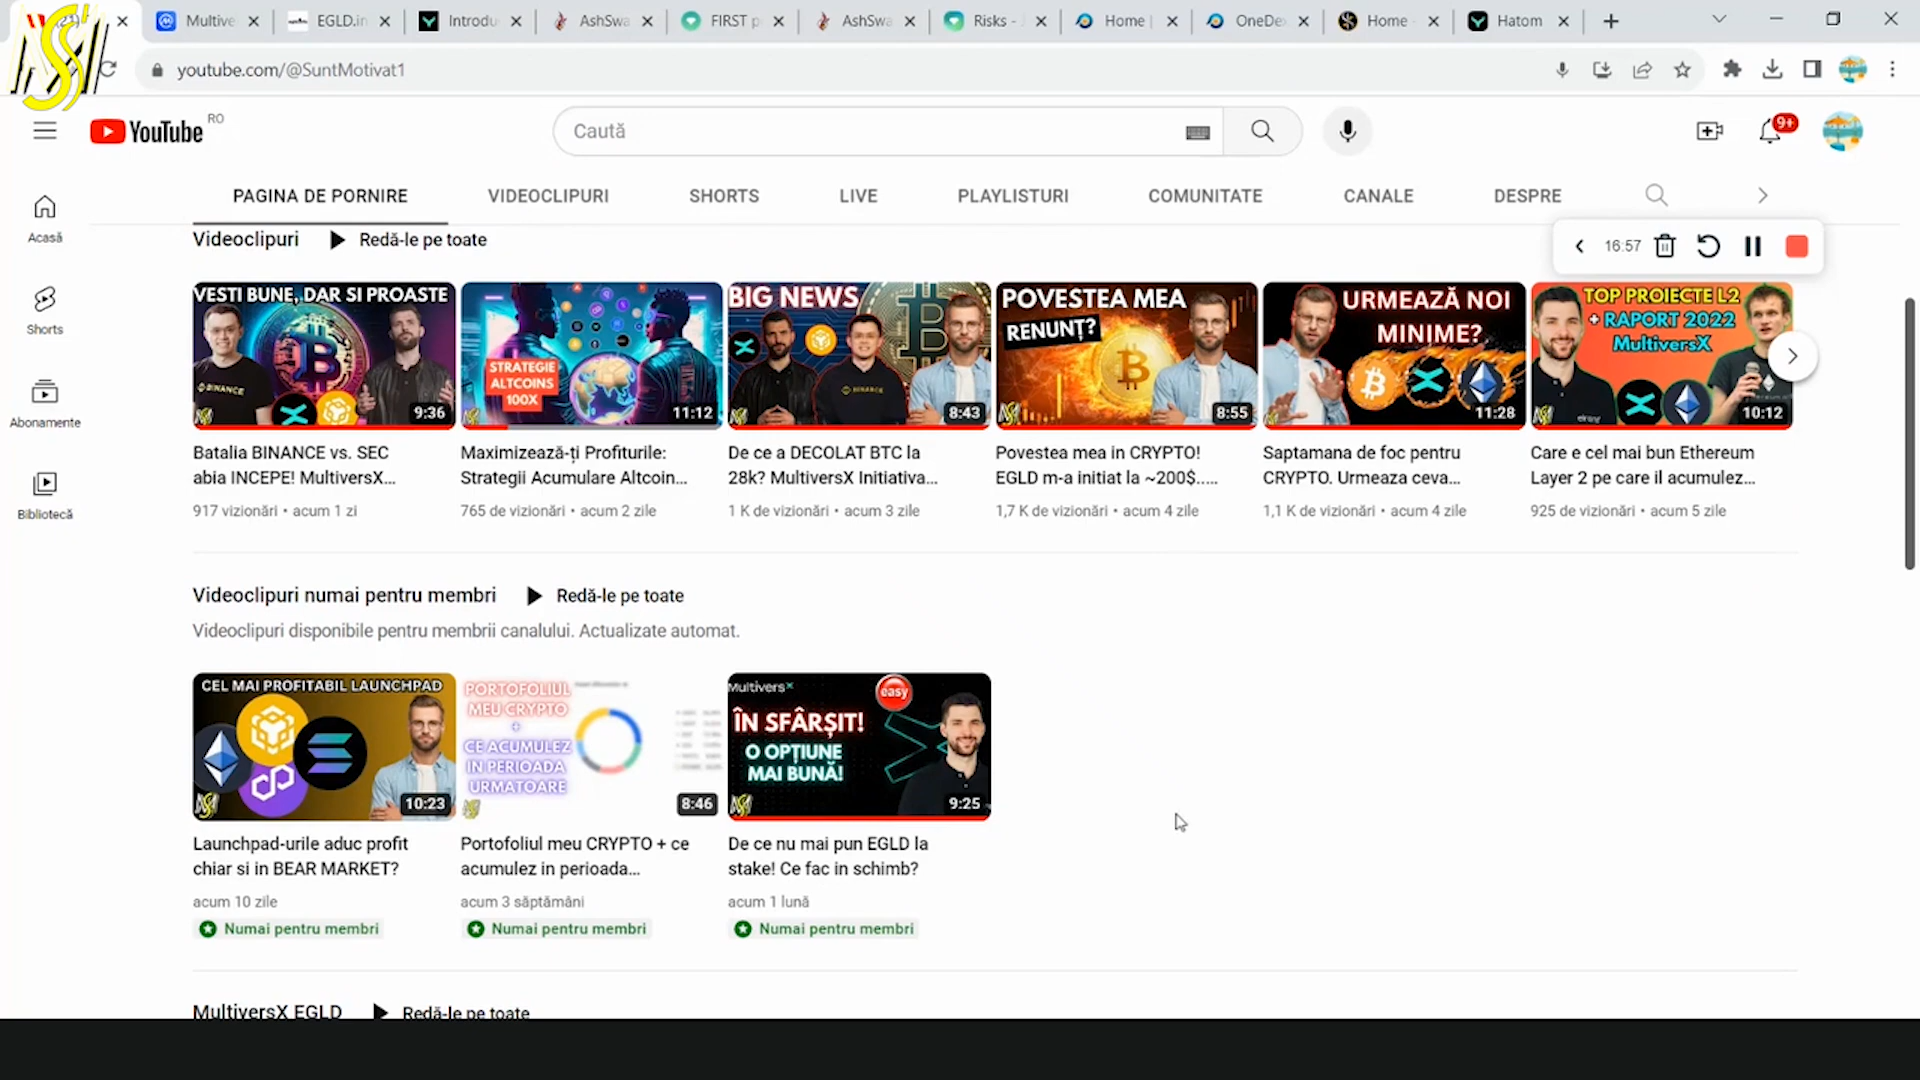 Multive
EGLD.in
Introdu
AshSwa
FIRST p
AshSwa
Risks -
Home |
OneDex
Home -
Hatom
youtube.com/@SuntMotivat1
YouTube RO
Caută
9+
PAGINA DE PORNIRE
VIDEOCLIPURI
SHORTS
LIVE
PLAYLISTURI
COMUNITATE
CANALE
DESPRE
Acasă
Shorts
Abonamente
Bibliotecă
16:57
Videoclipuri
Redă-le pe toate
VESTI BUNE, DAR SI PROASTE
BINANCE
9:36
Batalia BINANCE vs. SEC
abia INCEPE! MultiversX...
917 vizionări • acum 1 zi
STRATEGIE
ALTCOINS
100X
11:12
Maximizează-ți Profiturile:
Strategii Acumulare Altcoin...
765 de vizionări • acum 2 zile
BIG NEWS
BINANCE
8:43
De ce a DECOLAT BTC la
28k? MultiversX Initiativa...
1 K de vizionări • acum 3 zile
POVESTEA MEA
RENUNȚ?
8:55
Povestea mea in CRYPTO!
EGLD m-a initiat la ~200$.....
1,7 K de vizionări • acum 4 zile
URMEAZĂ NOI
MINIME?
11:28
Saptamana de foc pentru
CRYPTO. Urmeaza ceva...
1,1 K de vizionări • acum 4 zile
TOP PROIECTE L2
+ RAPORT 2022
MultiversX
elrond
10:12
Care e cel mai bun Ethereum
Layer 2 pe care il acumulez...
925 de vizionări • acum 5 zile
Videoclipuri numai pentru membri
Redă-le pe toate
Videoclipuri disponibile pentru membrii canalului. Actualizate automat.
CEL MAI PROFITABIL LAUNCHPAD
10:23
Launchpad-urile aduc profit
chiar si in BEAR MARKET?
acum 10 zile
Numai pentru membri
PORTOFOLIUL
MEU CRYPTO
+
CE ACUMULEZ
IN PERIOADA
URMATOARE
8:46
Portofoliul meu CRYPTO + ce
acumulez in perioada...
acum 3 săptămâni
Numai pentru membri
MultiversX
easy
ÎN SFÂRȘIT!
O OPȚIUNE
MAI BUNĂ!
9:25
De ce nu mai pun EGLD la
stake! Ce fac in schimb?
acum 1 lună
Numai pentru membri
MultiversX EGLD
Redă-le pe toate